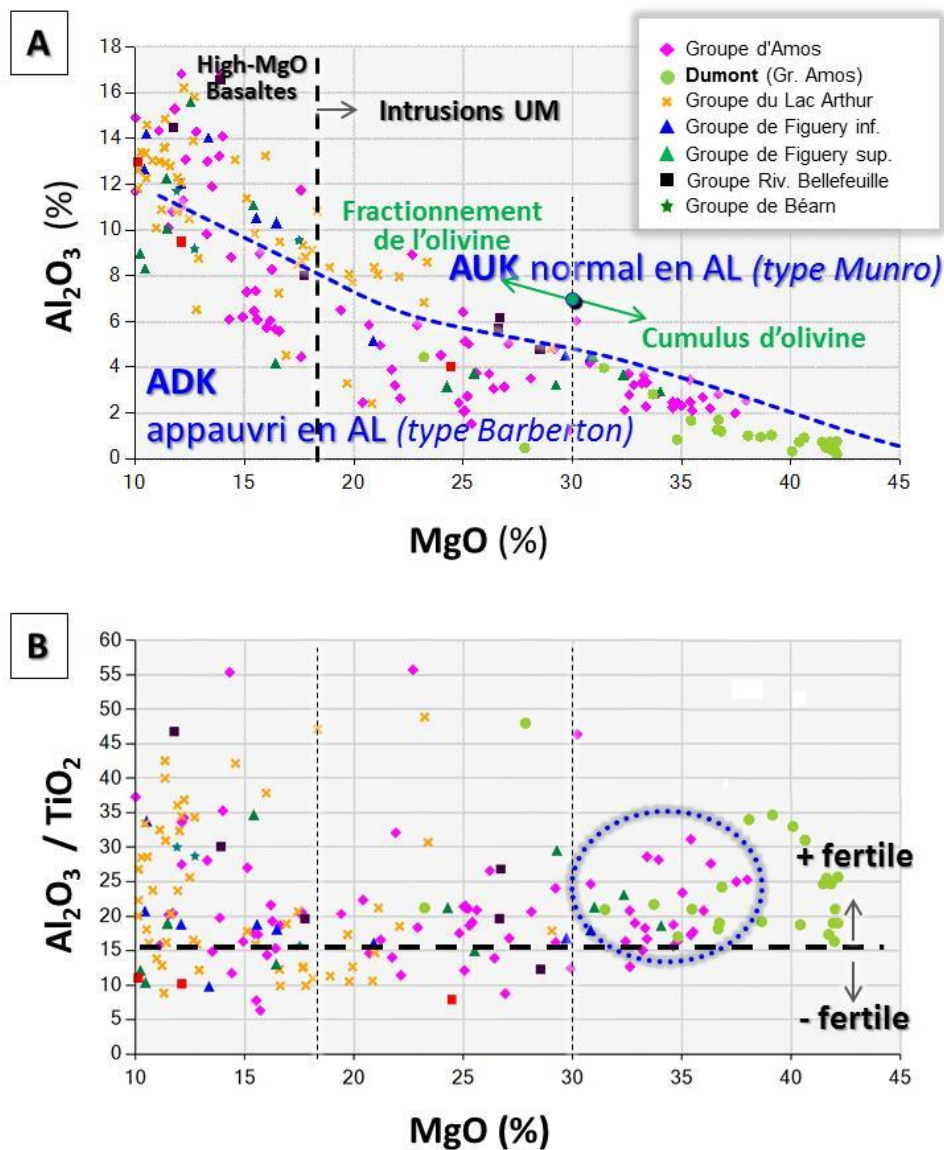 A
18
16
14
12
10
8
6
4
2
0
Al2O3 (%)
High-MgO
Basaltes
Intrusions UM
Groupe d'Amos
Dumont (Gr. Amos)
Groupe du Lac Arthur
Groupe de Figuery inf.
Groupe de Figuery sup.
Groupe Riv. Bellefeuille
Groupe de Béarn
Fractionnement
de l'olivine
AUK normal en AL (type Munro)
Cumulus d'olivine
ADK
appauvri en AL (type Barberton)
10 15 20 25 30 35 40 45
MgO (%)
B
60
55
50
45
40
35
30
25
20
15
10
5
0
Al2O3 / TiO2
+ fertile
- fertile
10 15 20 25 30 35 40 45
MgO (%)